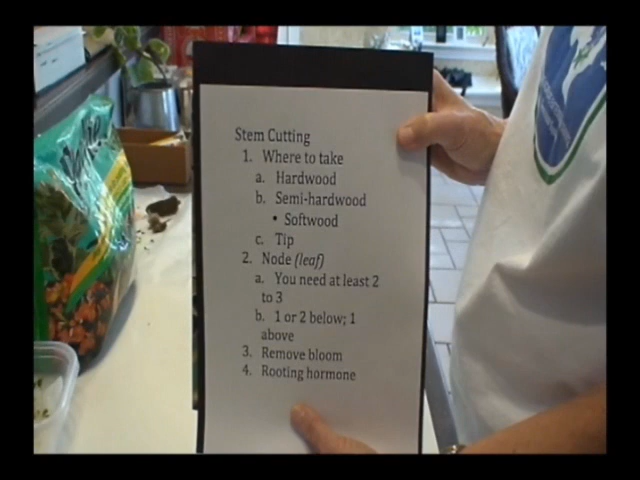 Stem Cutting
1. Where to take
a. Hardwood
b. Semi-hardwood
• Softwood
c. Tip
2. Node (leaf)
a. You need at least 2
to 3
b. 1 or 2 below; 1
above
3. Remove bloom
4. Rooting hormone